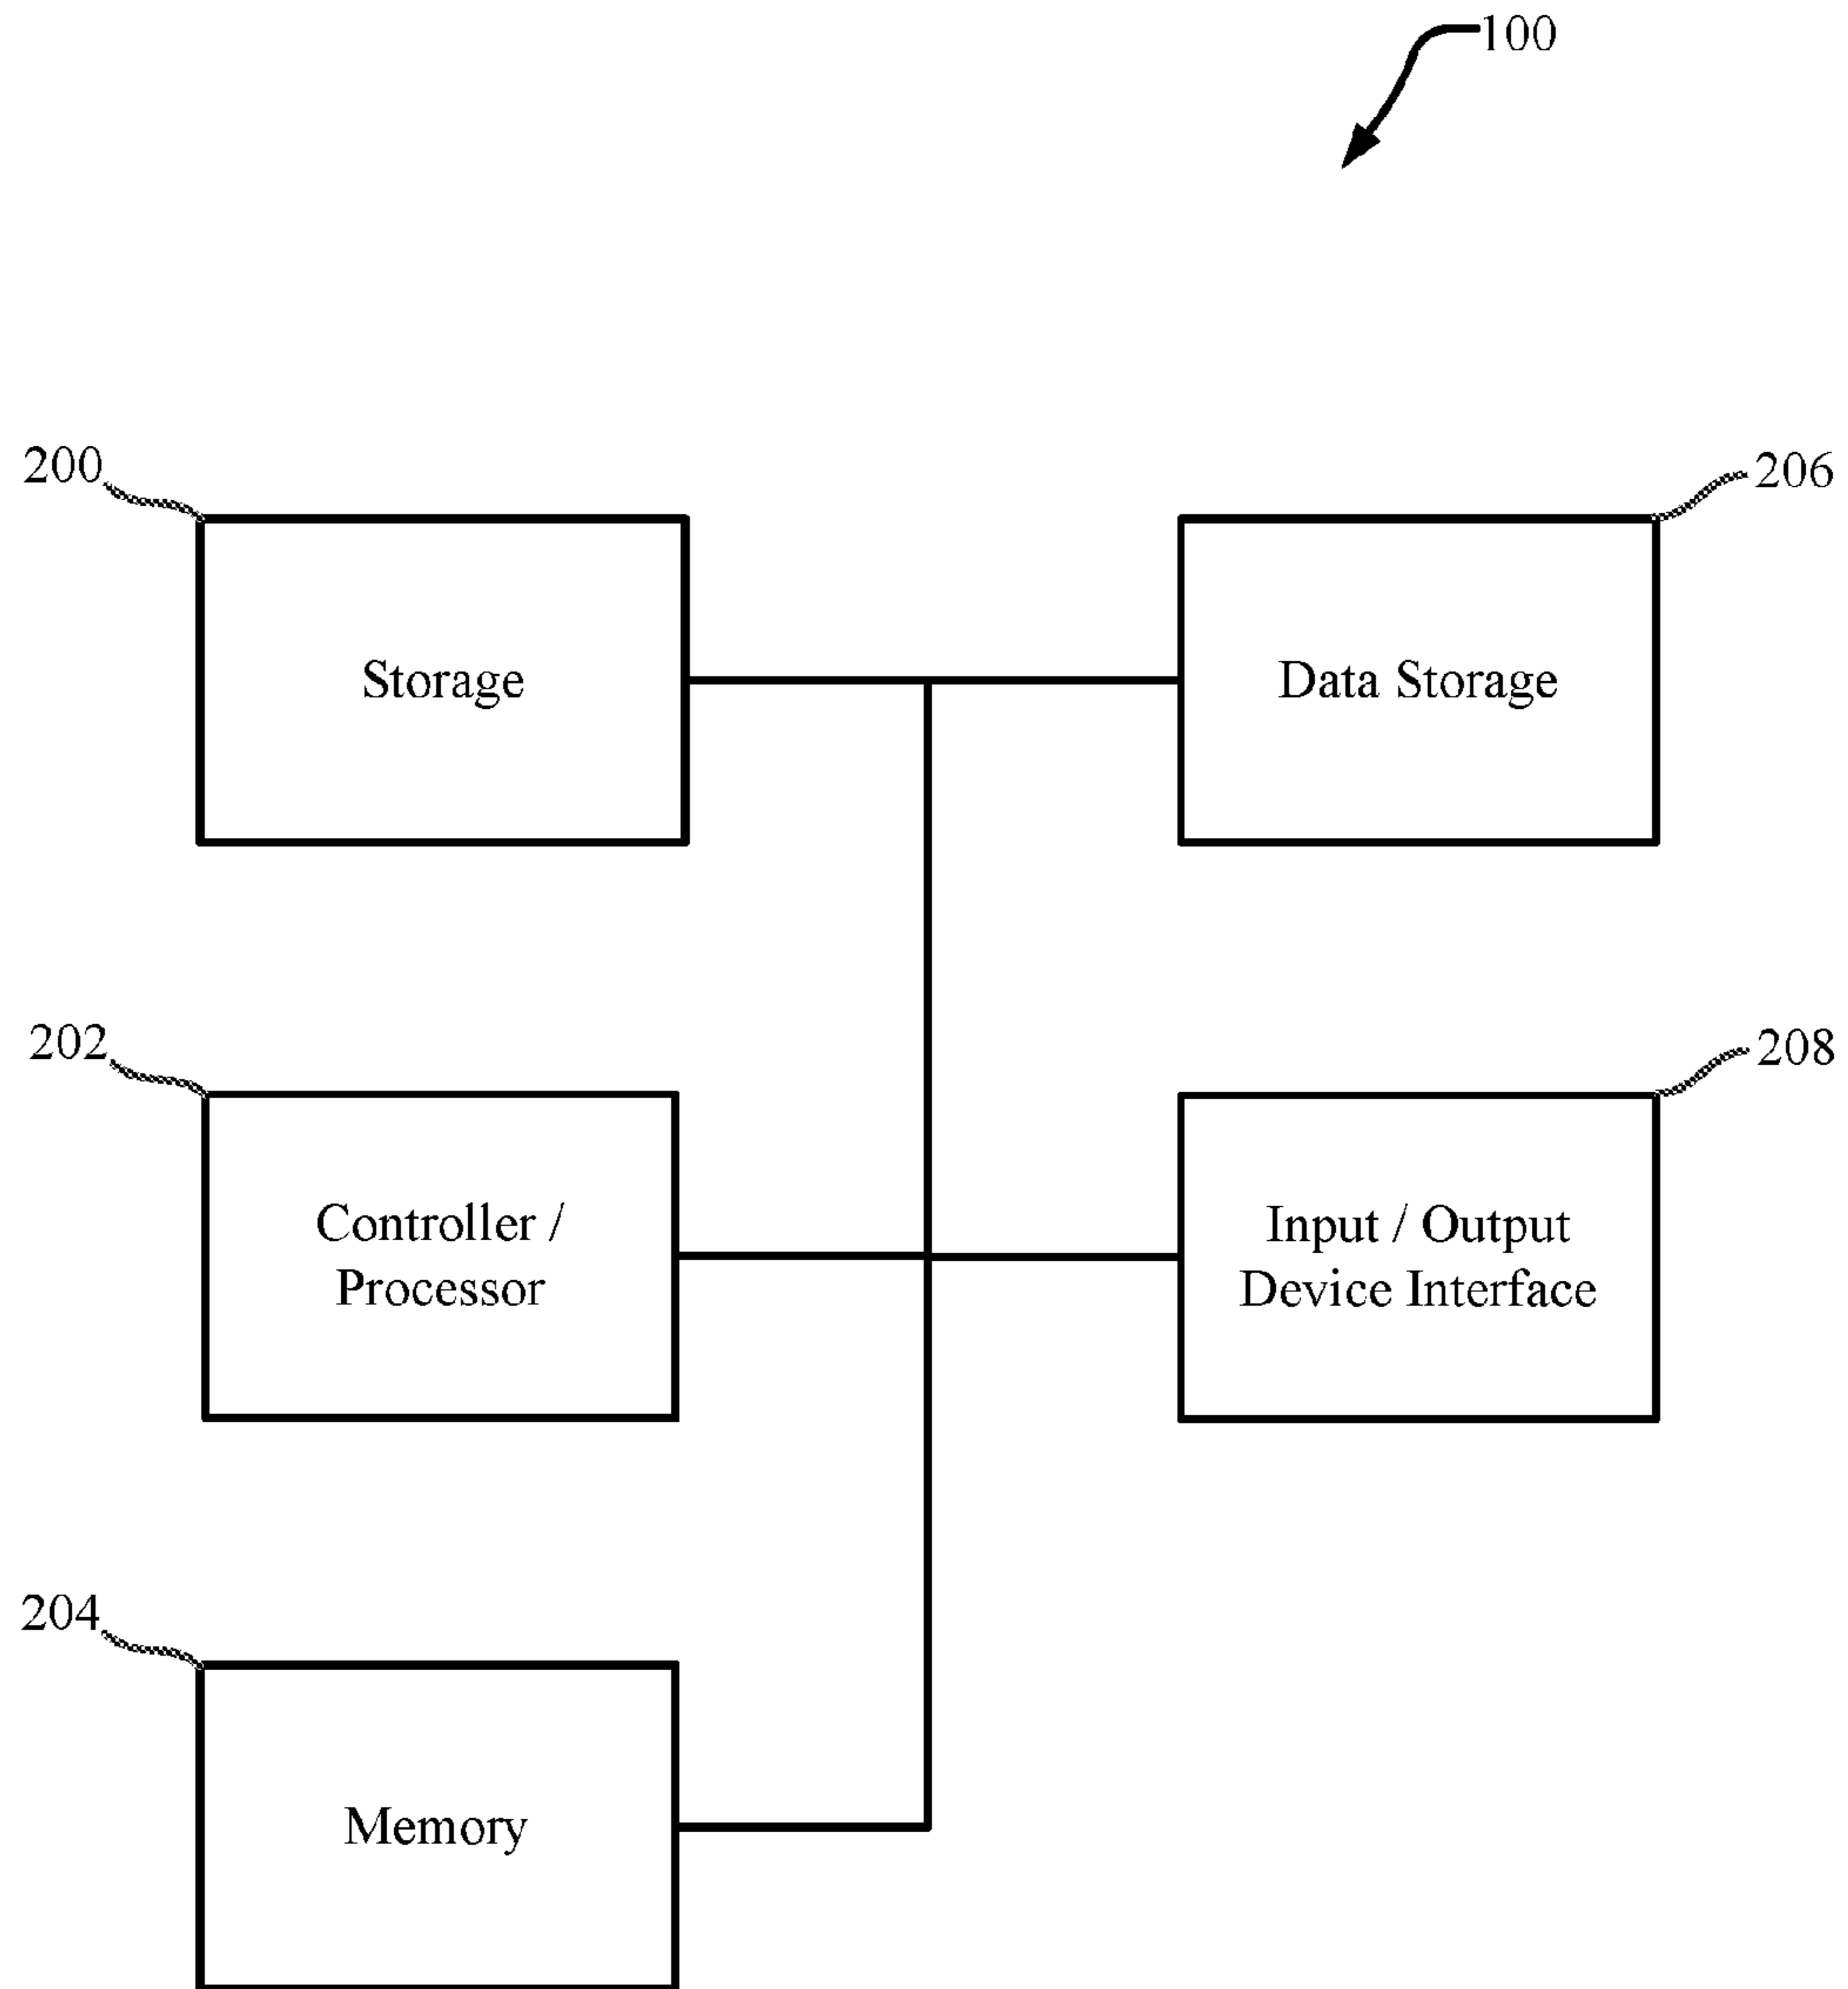 100
200
206
Storage
Data Storage
202
208
Controller /
Processor
Input / Output
Device Interface
204
Memory